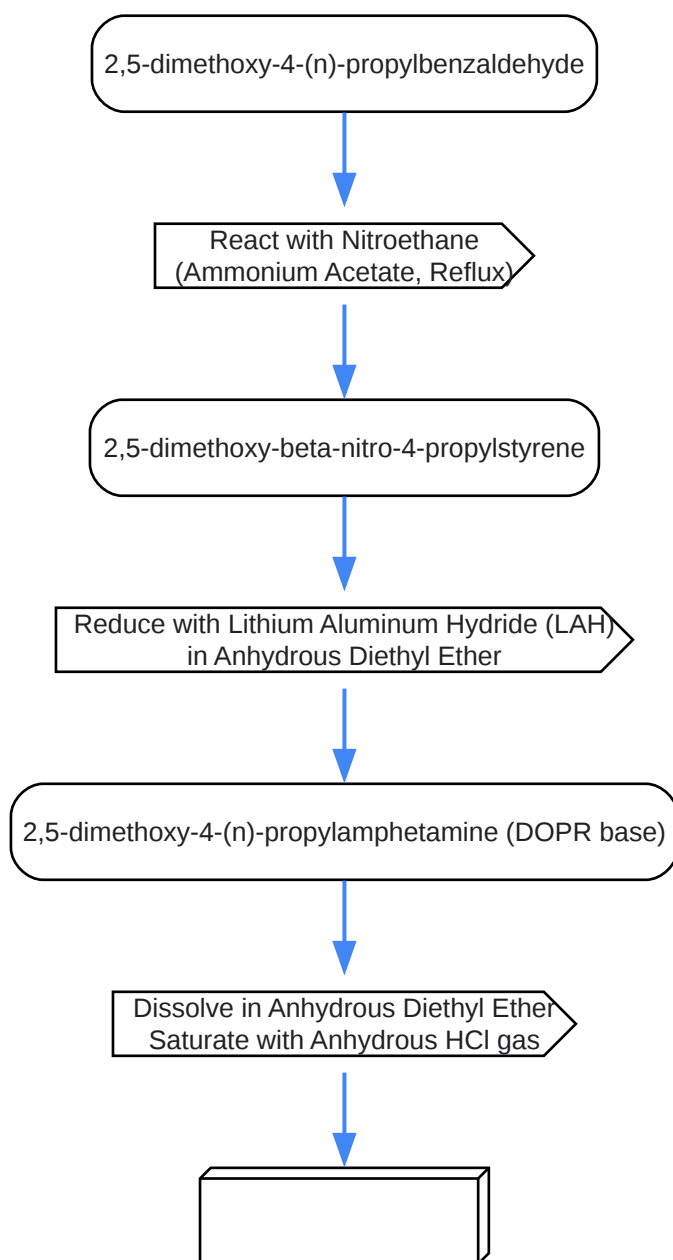 2,5-dimethoxy-4-(n)-propylbenzaldehyde
React with Nitroethane
(Ammonium Acetate, Reflux)
2,5-dimethoxy-beta-nitro-4-propylstyrene
Reduce with Lithium Aluminum Hydride (LAH)
in Anhydrous Diethyl Ether
2,5-dimethoxy-4-(n)-propylamphetamine (DOPR base)
Dissolve in Anhydrous Diethyl Ether
Saturate with Anhydrous HCl gas